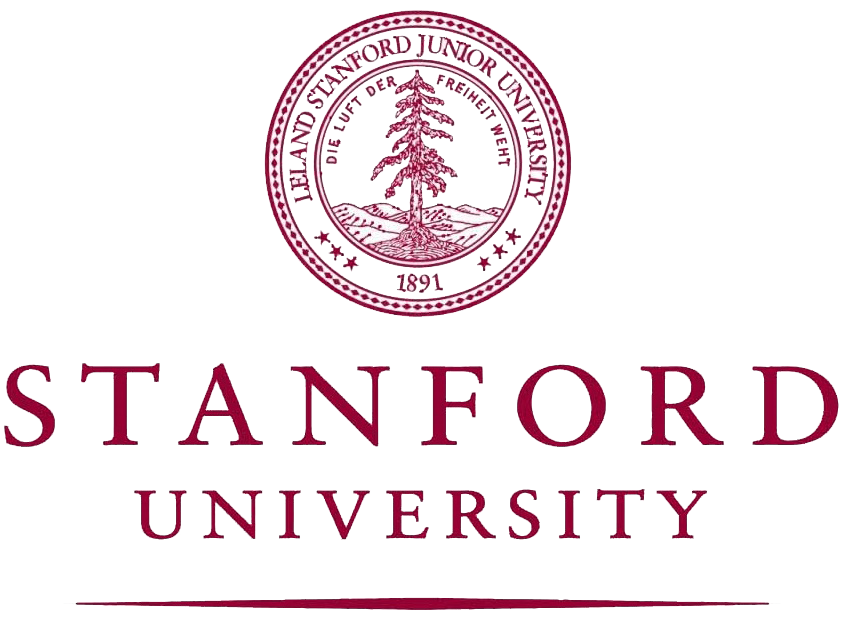 LELAND STANFORD JUNIOR UNIVERSITY
DIE LUFT DER FREIHEIT WEHT
1891
STANFORD
UNIVERSITY